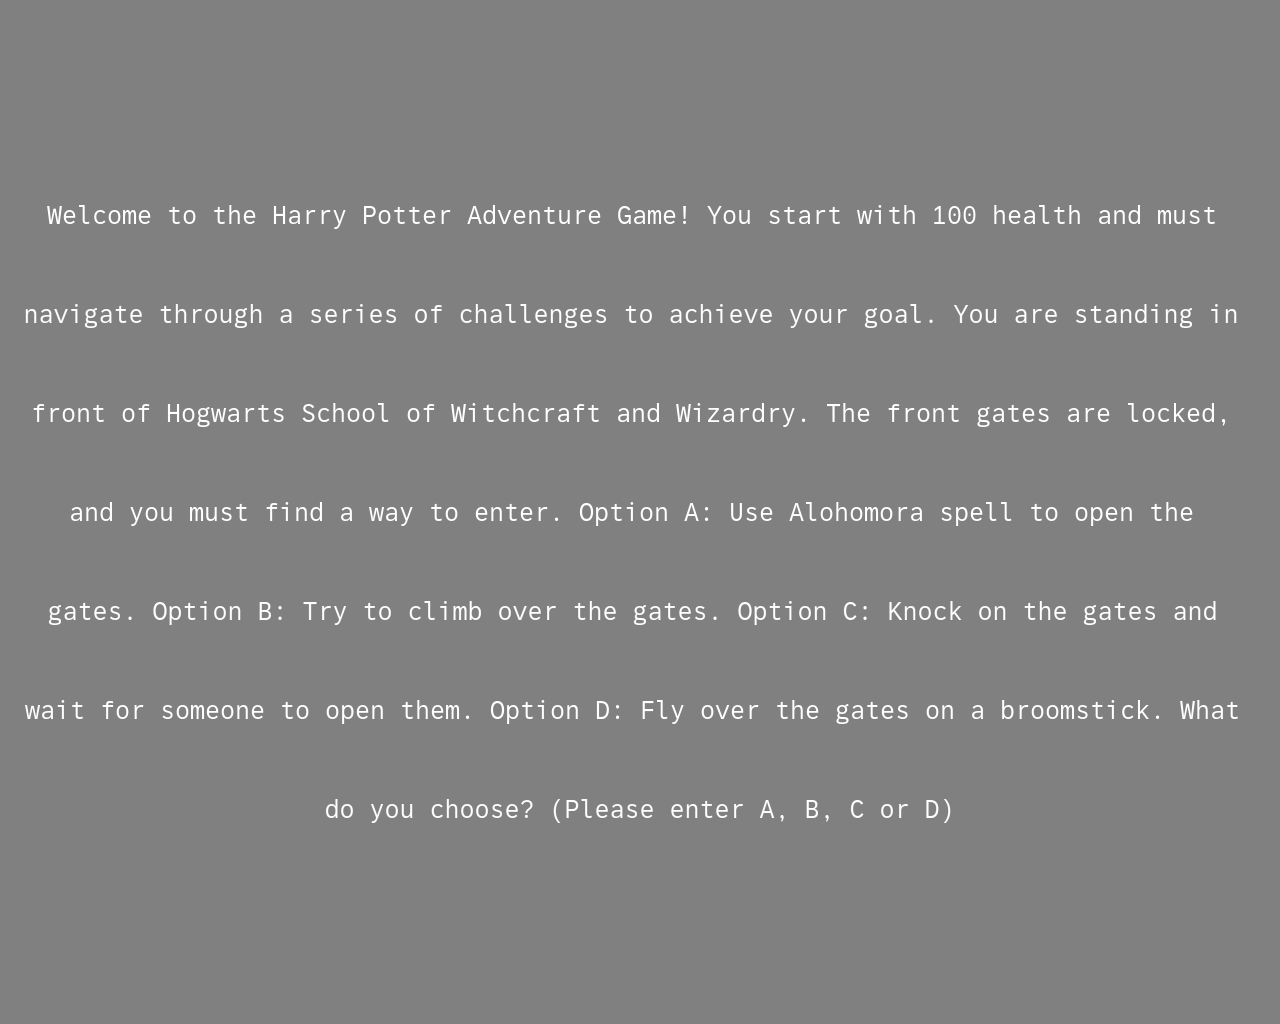 Welcome to the Harry Potter Adventure Game! You start with 100 health and must
navigate through a series of challenges to achieve your goal. You are standing in
front of Hogwarts School of Witchcraft and Wizardry. The front gates are locked,
and you must find a way to enter. Option A: Use Alohomora spell to open the
gates. Option B: Try to climb over the gates. Option C: Knock on the gates and
wait for someone to open them. Option D: Fly over the gates on a broomstick. What
do you choose? (Please enter A, B, C or D)